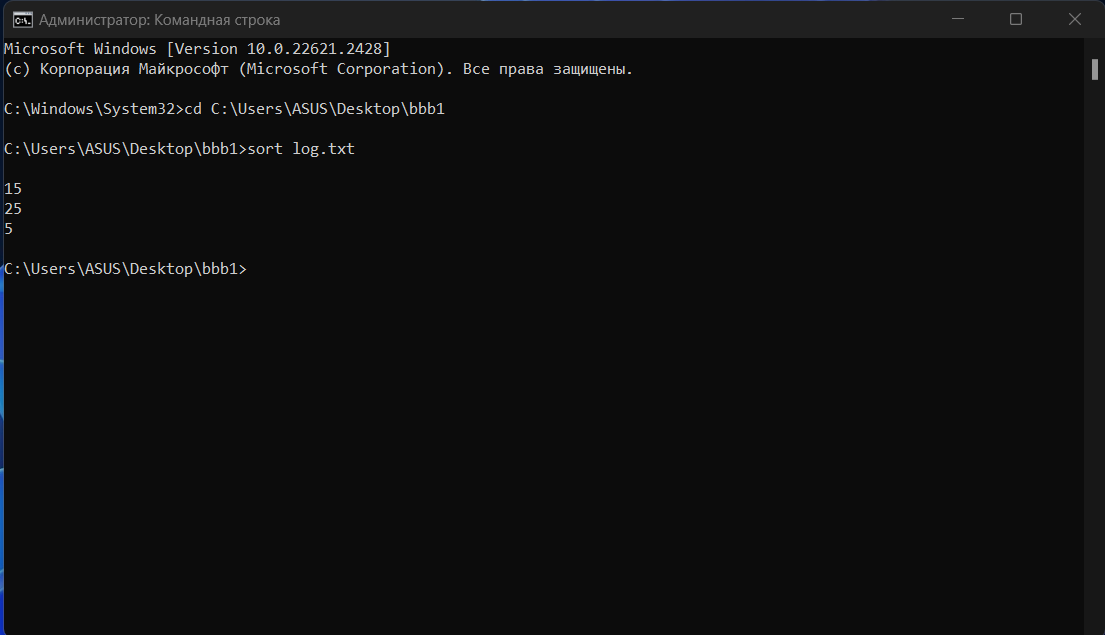 Администратор: Командная строка
Microsoft Windows [Version 10.0.22621.2428]
(c) Корпорация Майкрософт (Microsoft Corporation). Все права защищены.
C:\Windows\System32>cd C:\Users\ASUS\Desktop\bbb1
C:\Users\ASUS\Desktop\bbb1>sort log.txt
15
25
5
C:\Users\ASUS\Desktop\bbb1>